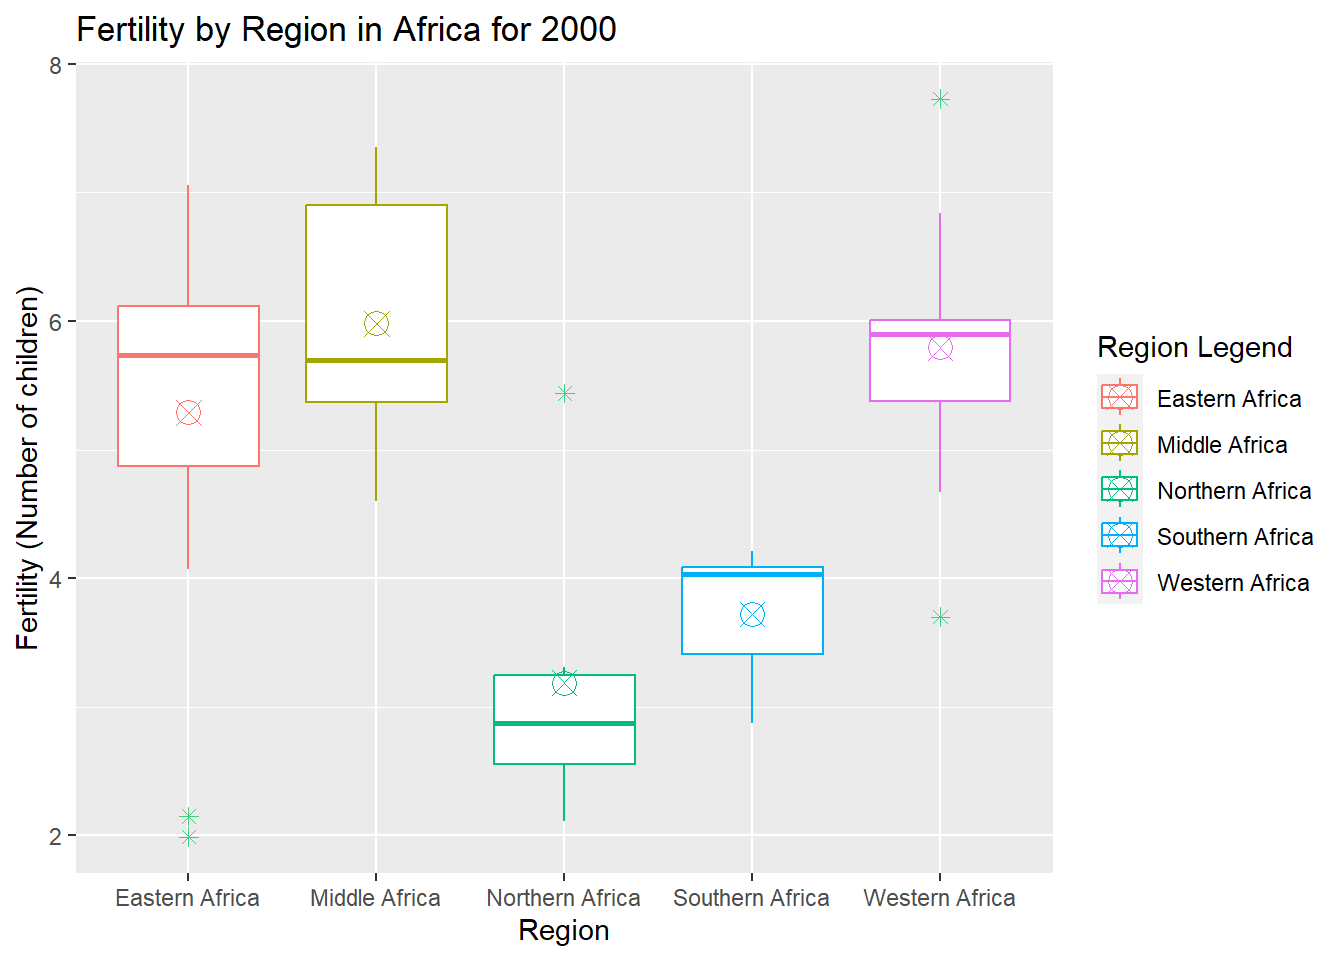 Fertility by Region in Africa for 2000
Fertility (Number of children)
8
6
4
2
Eastern Africa
Middle Africa
Northern Africa
Southern Africa
Western Africa
Region
Region Legend
Eastern Africa
Middle Africa
Northern Africa
Southern Africa
Western Africa